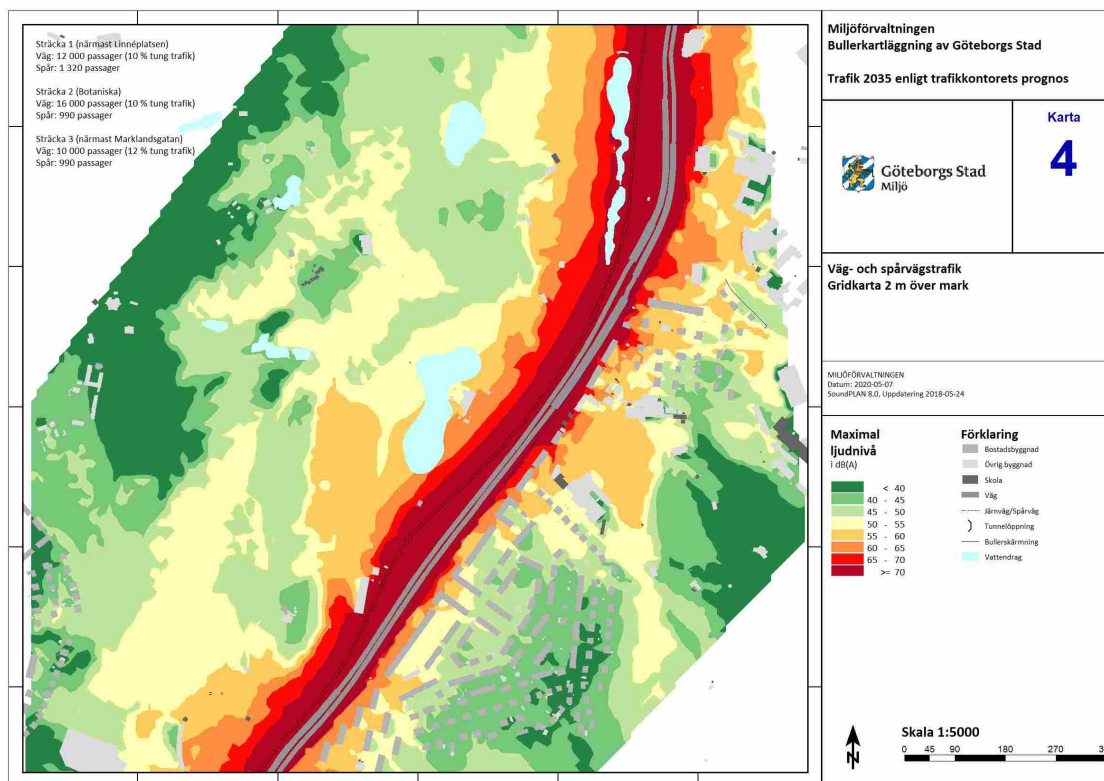 Sträcka 1 (närmast Linnéplatsen)
Väg: 12 000 passager (10 % tung trafik)
Spår: 1 320 passager
Sträcka 2 (Botaniska)
Väg: 16 000 passager (10 % tung trafik)
Spår: 990 passager
Sträcka 3 (närmast Marklandsgatan)
Väg: 10 000 passager (12 % tung trafik)
Spår: 990 passager
Miljöförvaltningen
Bullerkartläggning av Göteborgs Stad
Trafik 2035 enligt trafikkontorets prognos
Karta
4
Göteborgs Stad
Miljö
Väg- och spårvägstrafik
Gridkarta 2 m över mark
MILJÖFÖRVALTNINGEN
Datum: 2020-05-07
SoundPLAN 8.0, Uppdatering 2018-05-24
Maximal
ljudnivå
i dB(A)
< 40
40 - 45
45 - 50
50 - 55
55 - 60
60 - 65
65 - 70
>= 70
Förklaring
Bostadsbyggnad
Övrig byggnad
Skola
Väg
Järnväg/Spårväg
Tunnelöppning
Bullerskärmning
Vattendrag
N
Skala 1:5000
0 45 90 180 270